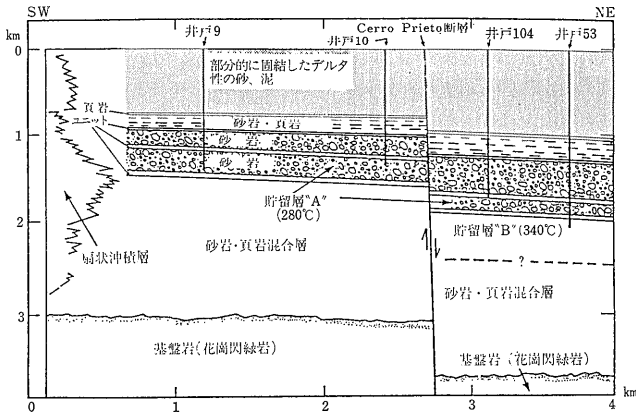 SW
NE
km
井戸9
井戸10
Cerro Prieto断層
井戸104
井戸53
0
部分的に固結したデルタ
性の砂、泥
頁岩
ユニット
砂岩・頁岩
1
砂 岩
砂 岩
貯留層“A”
(280℃)
2
貯留層“B”(340℃)
扇状沖積層
砂岩・頁岩混合層
?
砂岩・頁岩混合層
3
基盤岩(花崗閃緑岩)
基盤岩(花崗閃緑岩)
0
1
2
3
4
km